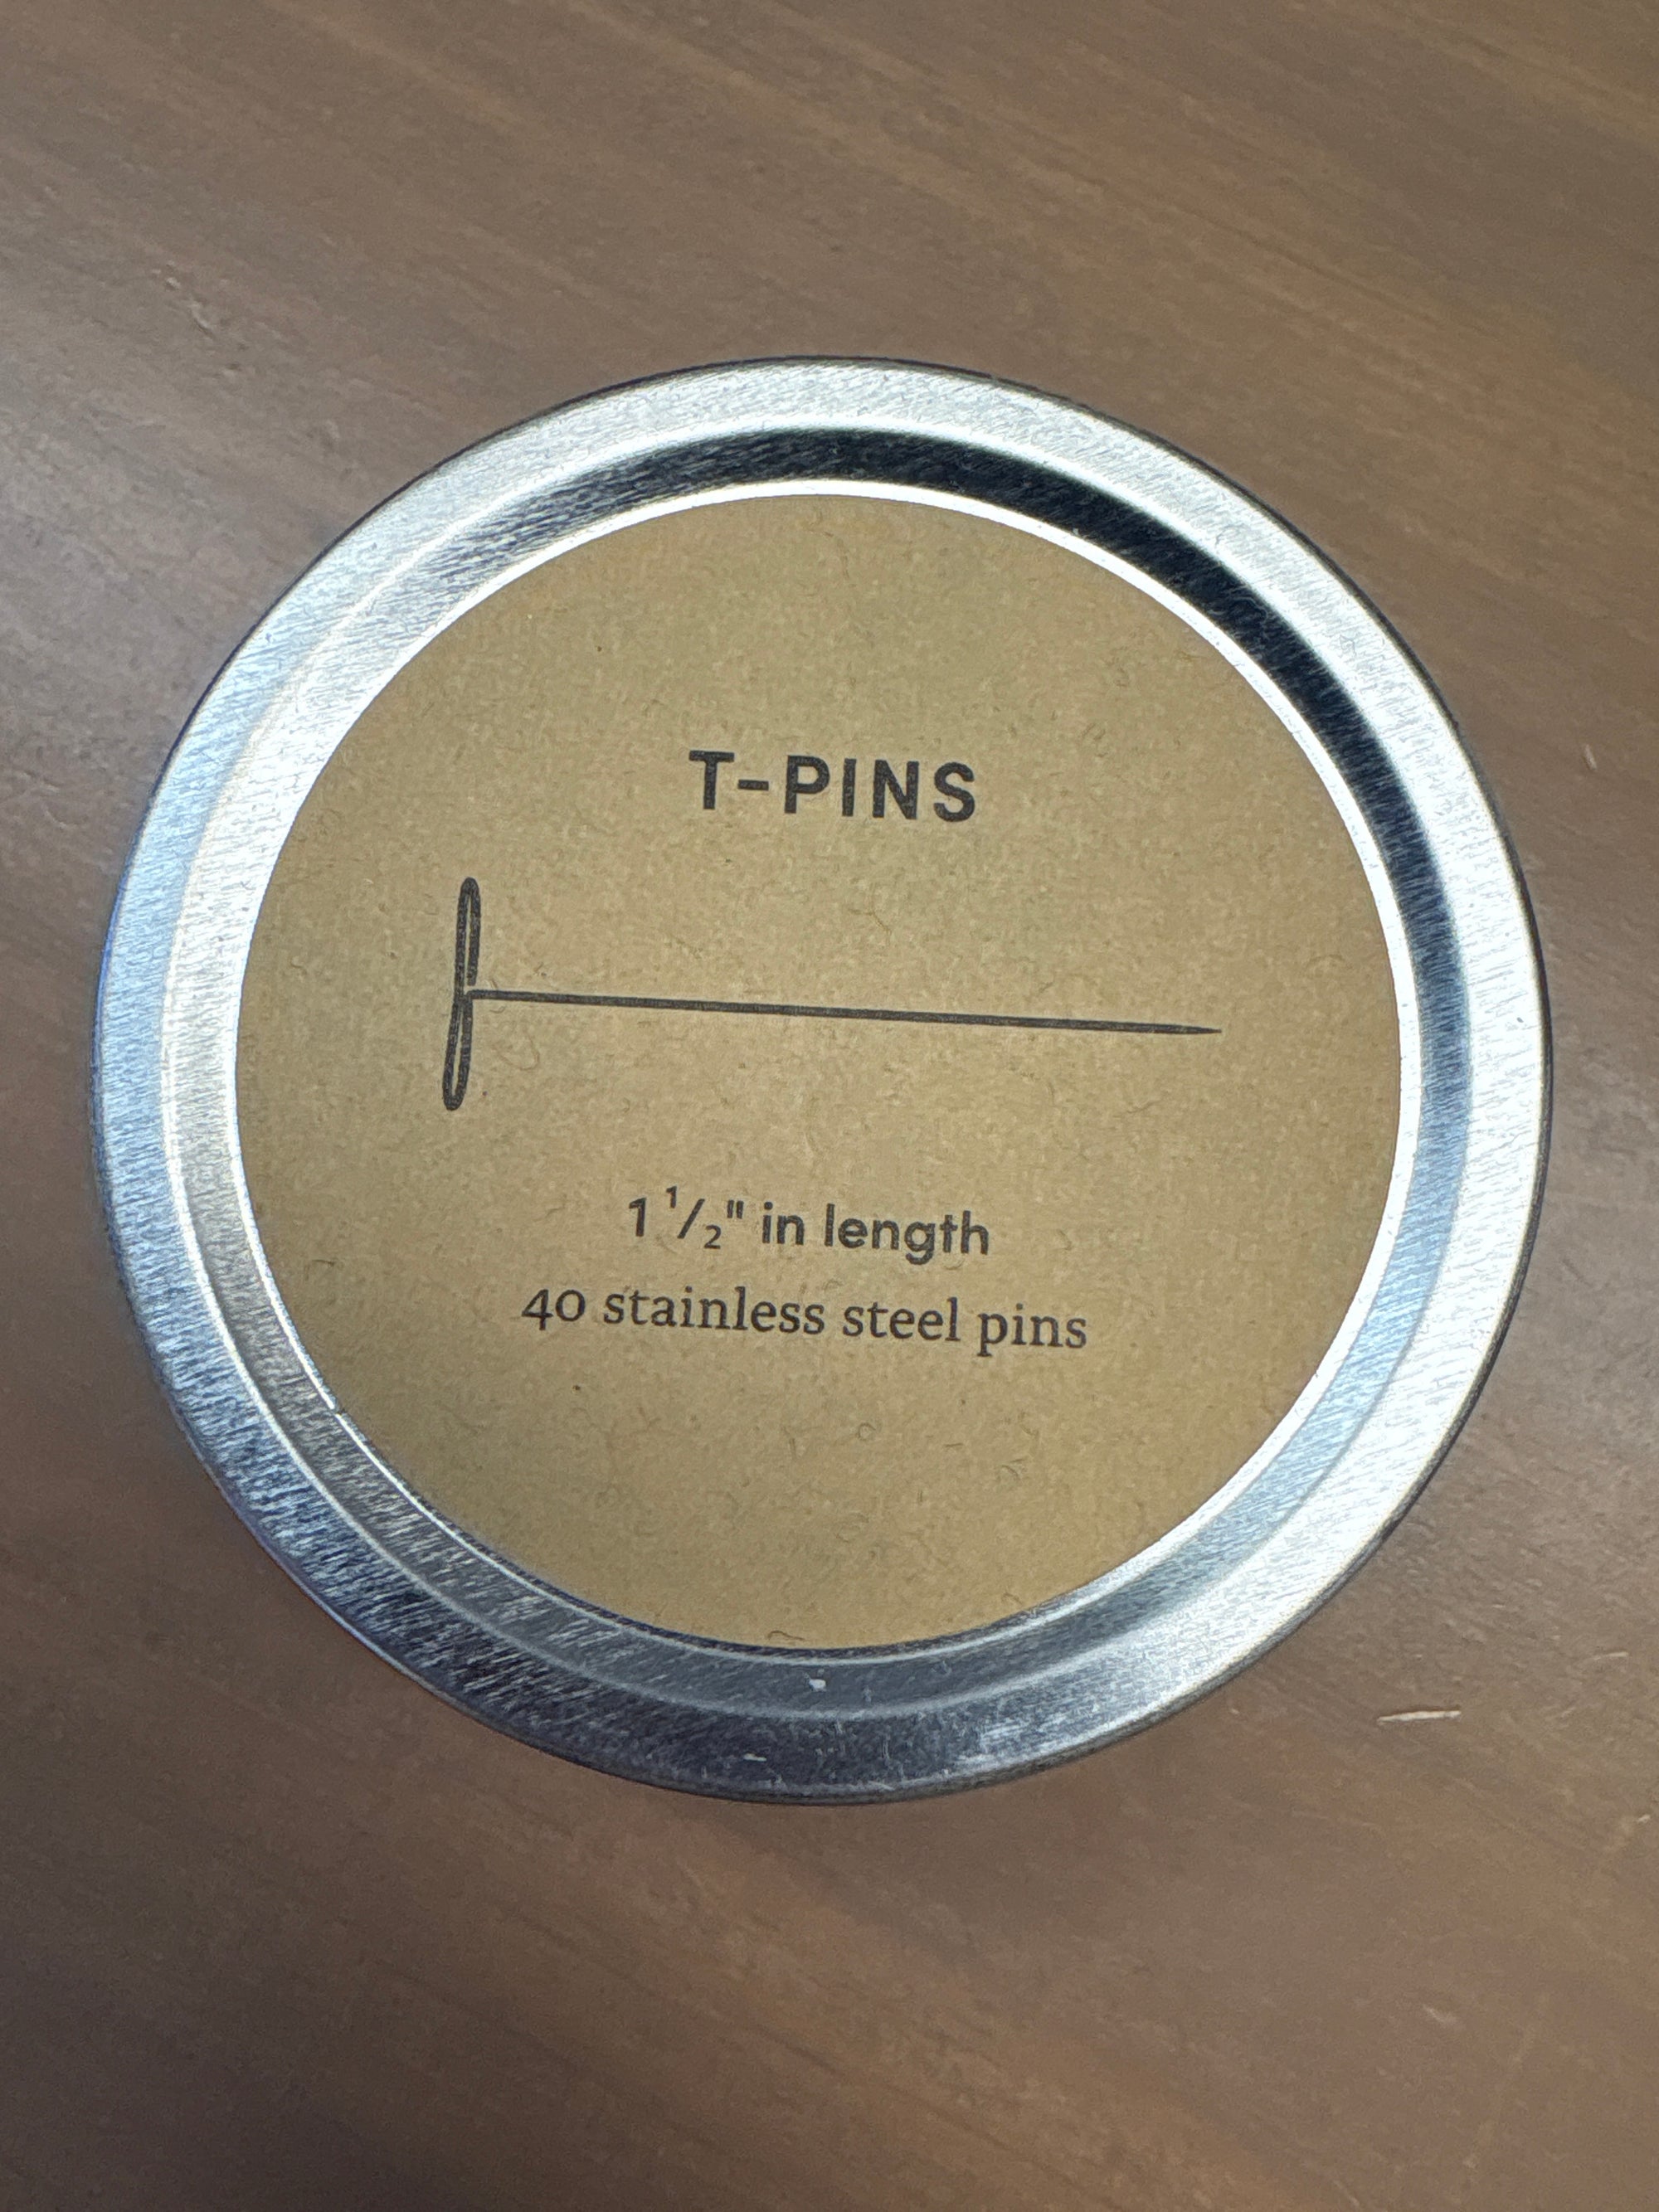 T-PINS
1 1/2" in length
40 stainless steel pins